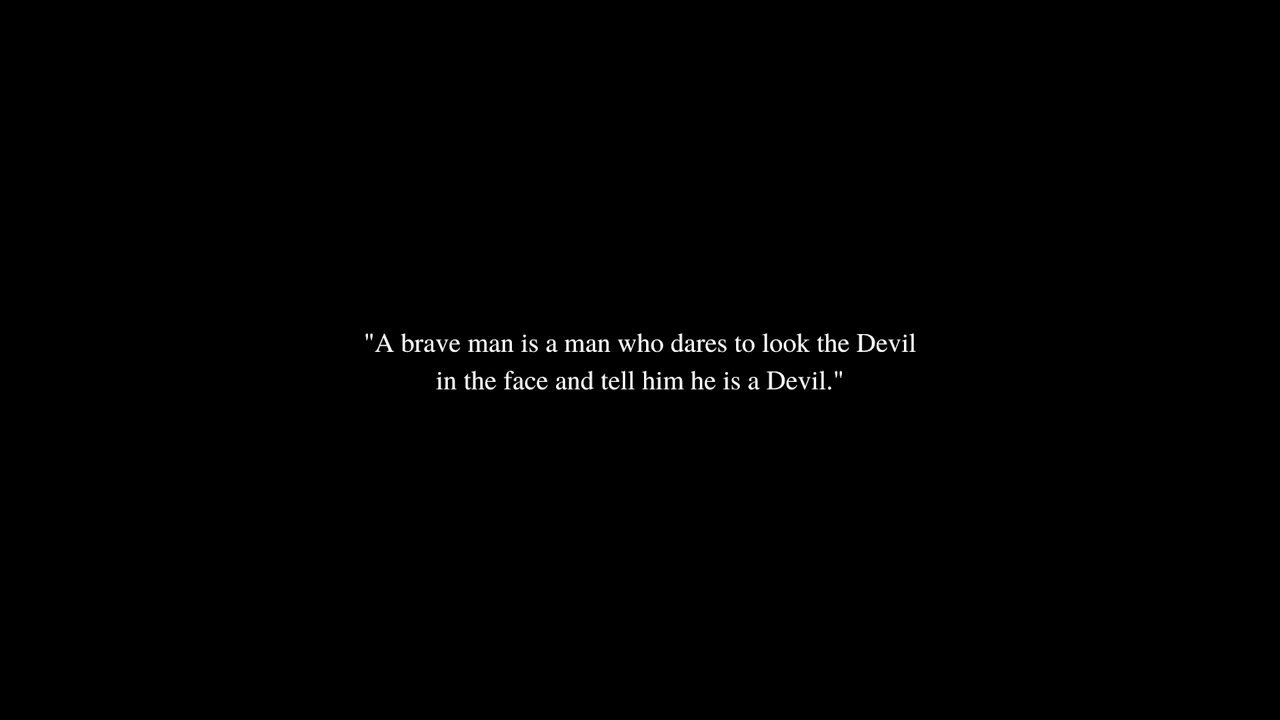 "A brave man is a man who dares to look the Devil
in the face and tell him he is a Devil."